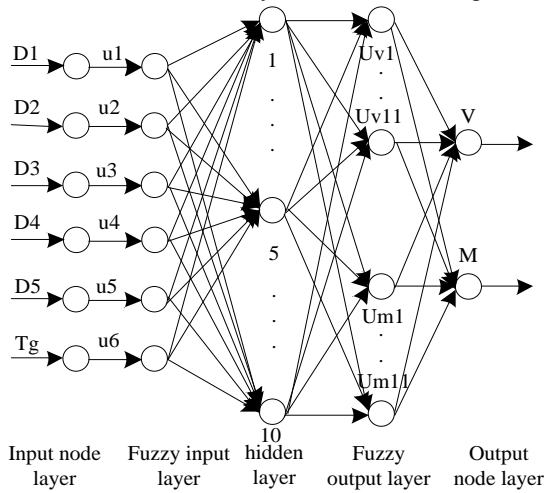 D1 u1
D2 u2
D3 u3
D4 u4
D5 u5
Tg u6
1
5
10
Uv1
Uv11
Um1
Um11
V
M
Input node
layer
Fuzzy input
layer
hidden
layer
Fuzzy
output layer
Output
node layer